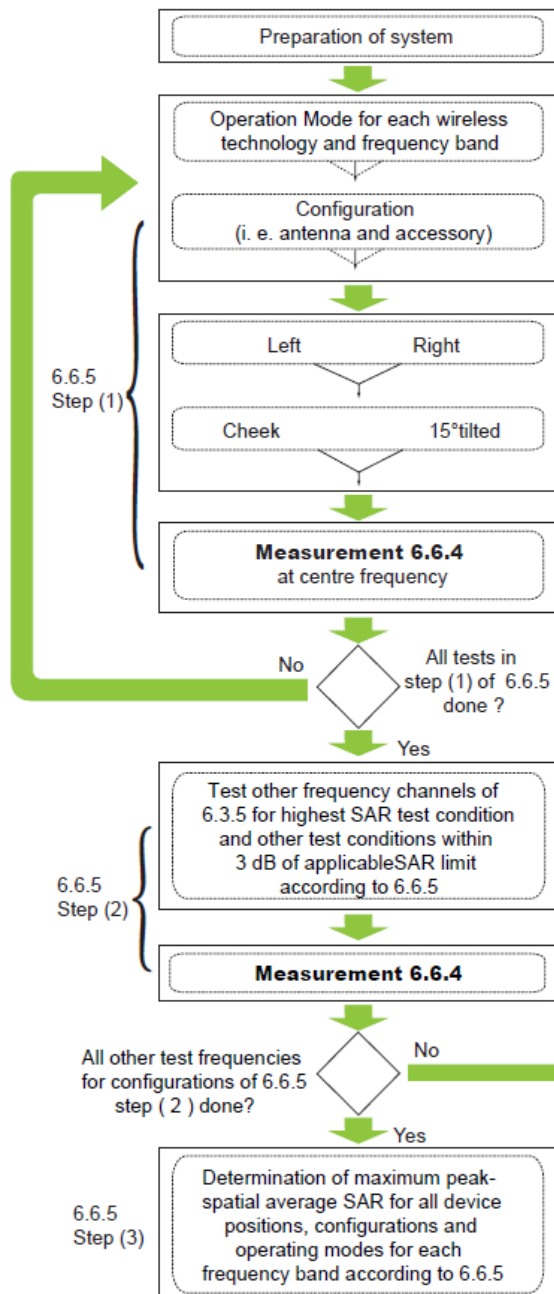 Preparation of system
Operation Mode for each wireless
technology and frequency band
Configuration
(i. e. antenna and accessory)
Left Right
6.6.5
Step (1)
Cheek 15°tilted
Measurement 6.6.4
at centre frequency
No
All tests in
step (1) of 6.6.5
done ?
Yes
Test other frequency channels of
6.3.5 for highest SAR test condition
and other test conditions within
3 dB of applicableSAR limit
according to 6.6.5
6.6.5
Step (2)
Measurement 6.6.4
All other test frequencies
for configurations of 6.6.5
step ( 2 ) done?
No
Yes
Determination of maximum peak-
spatial average SAR for all device
positions, configurations and
operating modes for each
frequency band according to 6.6.5
6.6.5
Step (3)